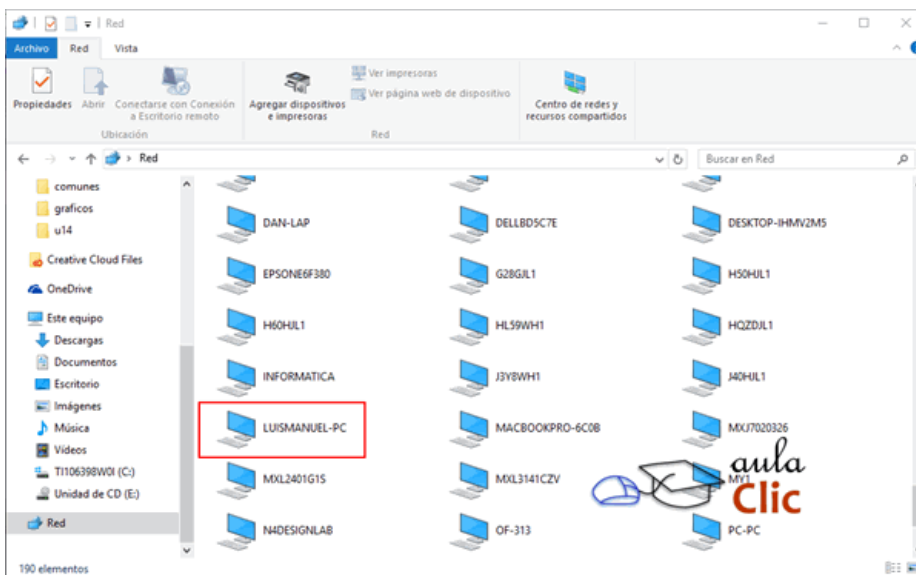 Red
Archivo Red Vista
Propiedades
Abrir
Conectarse con Conexión
a Escritorio remoto
Ubicación
Agregar dispositivos
e impresoras
Ver impresoras
Ver página web de dispositivo
Red
Centro de redes y
recursos compartidos
Red
Buscar en Red
comunes
graficos
u14
Creative Cloud Files
OneDrive
Este equipo
Descargas
Documentos
Escritorio
Imágenes
Música
Vídeos
TI106398W0I (C:)
Unidad de CD (E:)
Red
DAN-LAP DELLBD5C7E DESKTOP-IHMV2M5
EPSONE6F380 G28GJL1 H50HJL1
H60HJL1 HL59WH1 HQZDJL1
INFORMATICA J3Y8WH1 J40HJL1
LUISMANUEL-PC MACBOOKPRO-6C0B MXJ7020326
MXL2401G1S MXL3141CZV MY1
N4DESIGNLAB OF-313 PC-PC
aula
Clic
190 elementos